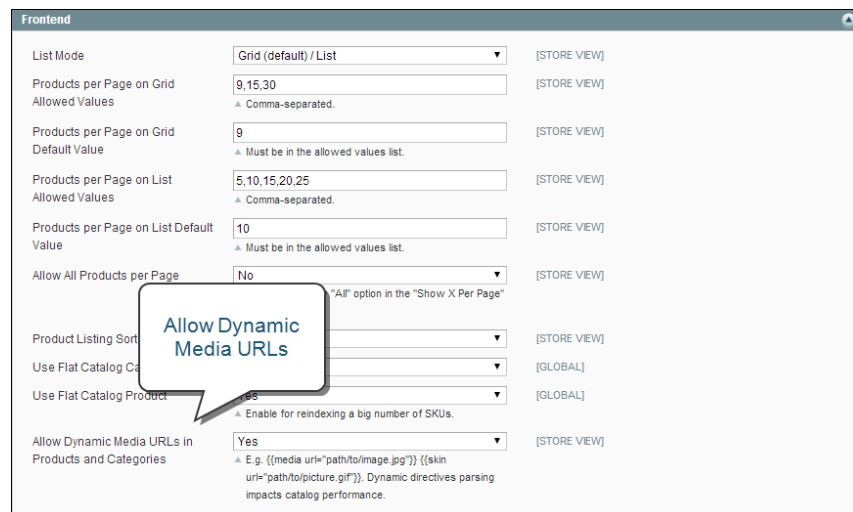 Frontend
List Mode
Grid (default) / List
[STORE VIEW]
Products per Page on Grid
Allowed Values
9,15,30
[STORE VIEW]
Comma-separated.
Products per Page on Grid
Default Value
9
[STORE VIEW]
Must be in the allowed values list.
Products per Page on List
Allowed Values
5,10,15,20,25
[STORE VIEW]
Comma-separated.
Products per Page on List Default
Value
10
[STORE VIEW]
Must be in the allowed values list.
Allow All Products per Page
No
[STORE VIEW]
"All" option in the "Show X Per Page"
Allow Dynamic
Media URLs
Product Listing Sort
[STORE VIEW]
Use Flat Catalog
[GLOBAL]
Use Flat Catalog Product
Yes
[GLOBAL]
Enable for reindexing a big number of SKUs.
Allow Dynamic Media URLs in
Products and Categories
Yes
[STORE VIEW]
E.g. {{media url="path/to/image.jpg"}} {{skin
url="path/to/picture.gif"}}. Dynamic directives parsing
impacts catalog performance.